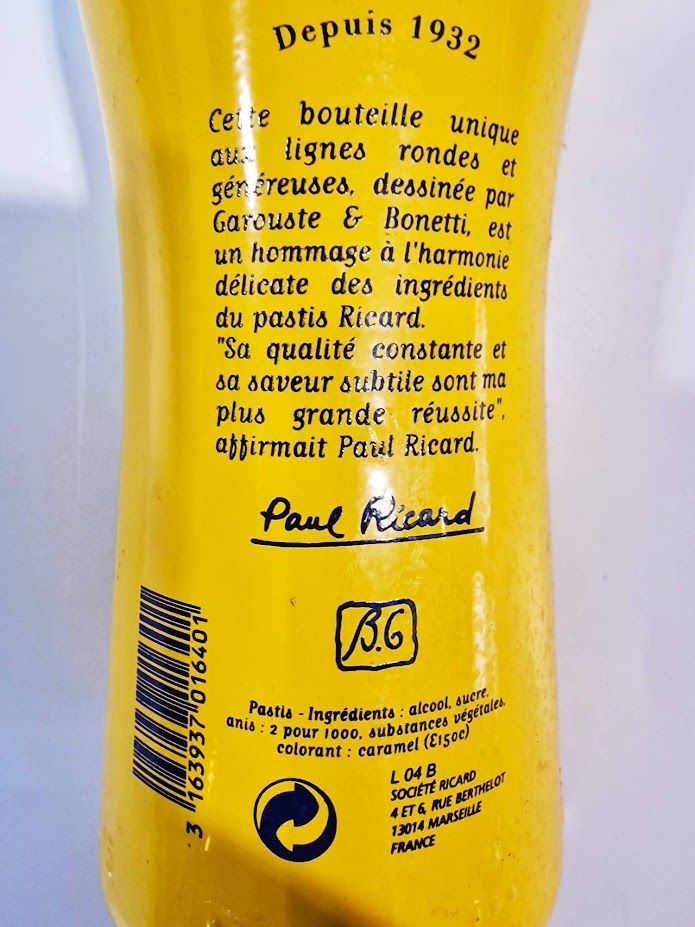 Depuis 1932
Cette bouteille unique
aux lignes rondes et
généreuses, dessinée par
Garouste & Bonetti, est
un hommage à l'harmonie
délicate des ingrédients
du pastis Ricard.
"Sa qualité constante et
sa saveur subtile sont ma
plus grande réussite",
affirmait Paul Ricard.
Paul Ricard
B.G
Pastis - Ingrédients : alcool, sucre,
anis : 2 pour 1000, substances végétales,
colorant : caramel (E150c)
3 163937 016401
L 04 B
SOCIÉTÉ RICARD
4 ET 6, RUE BERTHELOT
13014 MARSEILLE
FRANCE